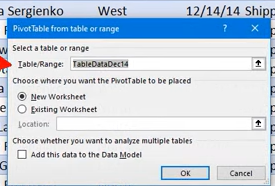 a Sergienko West 12/14/14 Shipp
PivotTable from table or range ? ×
Select a table or range
Table/Range: TableDataDec14
Choose where you want the PivotTable to be placed
New Worksheet
Existing Worksheet
Location:
Choose whether you want to analyze multiple tables
Add this data to the Data Model
OK Cancel